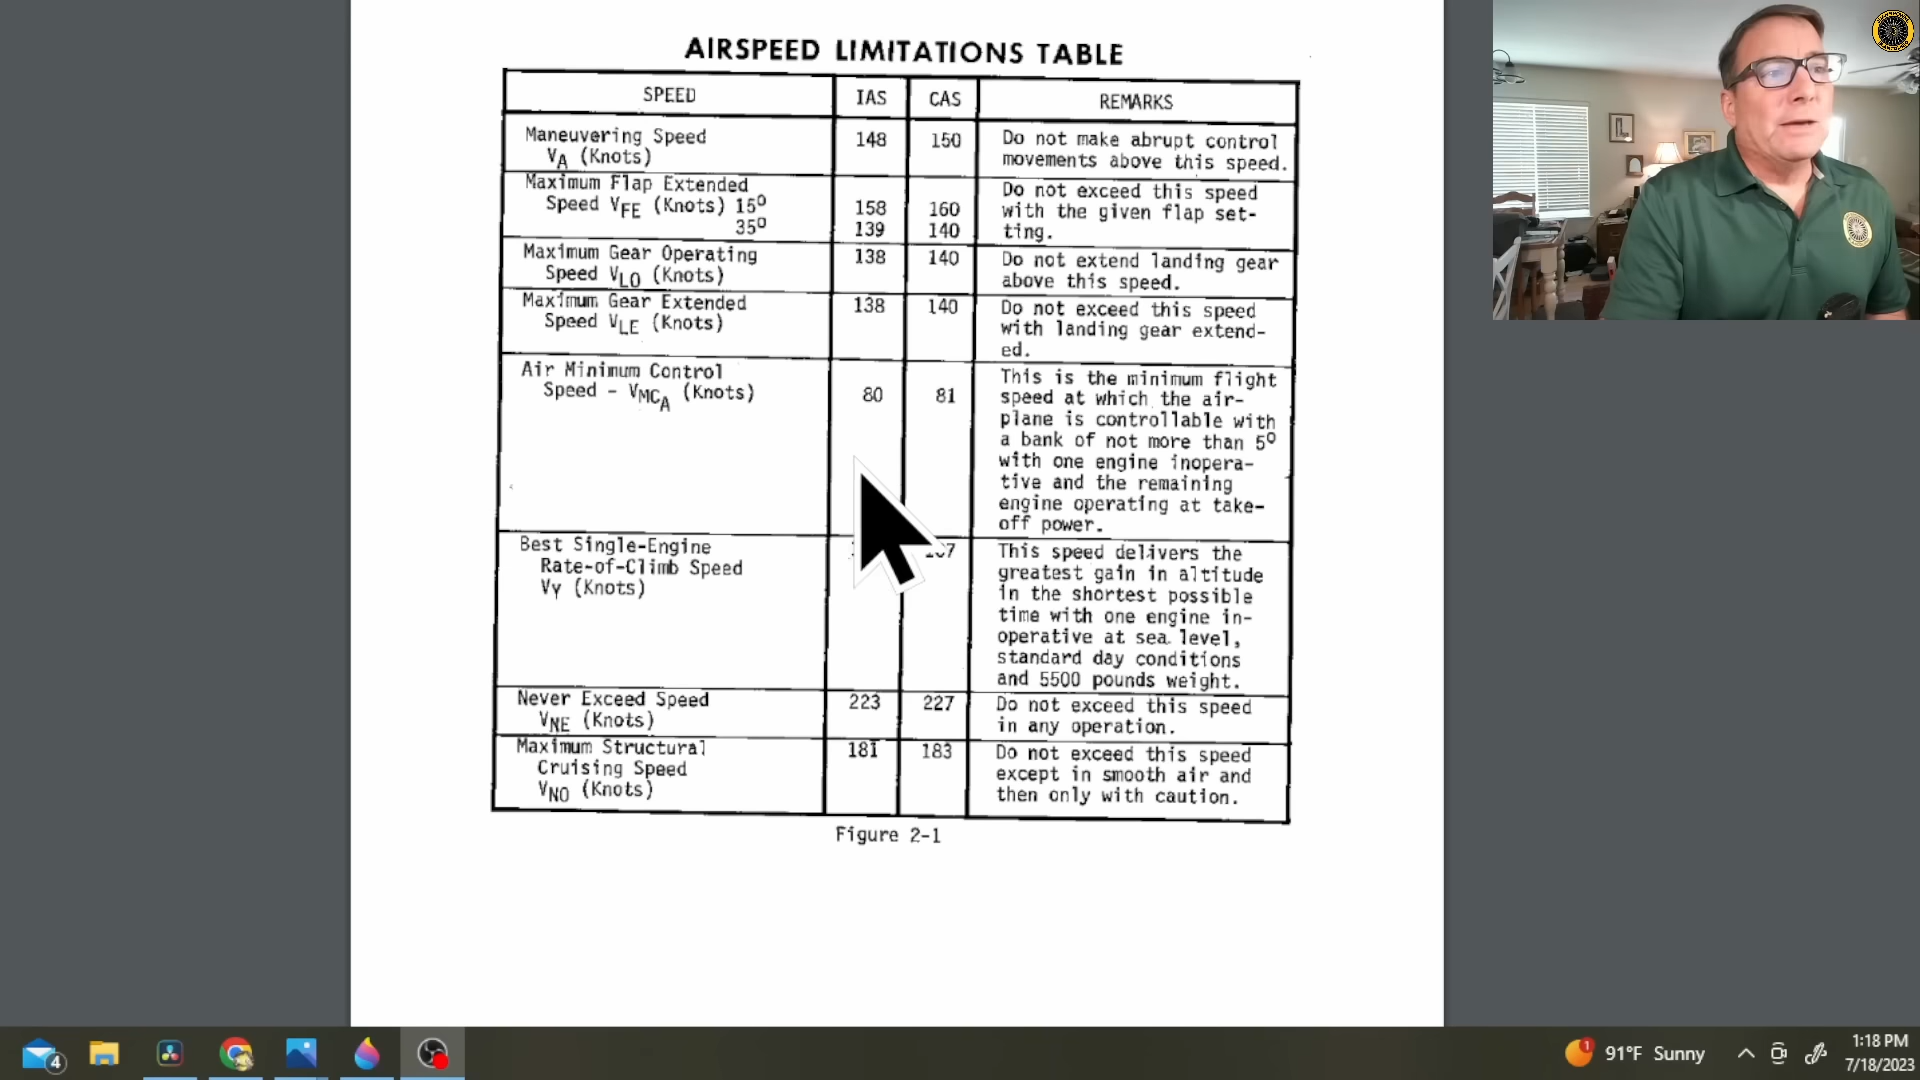 AIRSPEED LIMITATIONS TABLE
SPEED IAS CAS REMARKS
Maneuvering Speed 148 150 Do not make abrupt control
VA (Knots) movements above this speed.
Maximum Flap Extended Do not exceed this speed
Speed VFE (Knots) 15⁰ 158 160 with the given flap set-
35⁰ 139 140 ting.
Maximum Gear Operating 138 140 Do not extend landing gear
Speed VLO (Knots) above this speed.
Maximum Gear Extended 138 140 Do not exceed this speed
Speed VLE (Knots) with landing gear extend-
ed.
Air Minimum Control This is the minimum flight
Speed - VMCA (Knots) 80 81 speed at which the air-
plane is controllable with
a bank of not more than 5⁰
with one engine inopera-
tive and the remaining
engine operating at take-
off power.
Best Single-Engine This speed delivers the
Rate-of-Climb Speed greatest gain in altitude
VY (Knots) in the shortest possible
time with one engine in-
operative at sea level,
standard day conditions
and 5500 pounds weight.
Never Exceed Speed 223 227 Do not exceed this speed
VNE (Knots) in any operation.
Maximum Structural 181 183 Do not exceed this speed
Cruising Speed except in smooth air and
VNO (Knots) then only with caution.
Figure 2-1
4
1
91°F Sunny
1:18 PM
7/18/2023